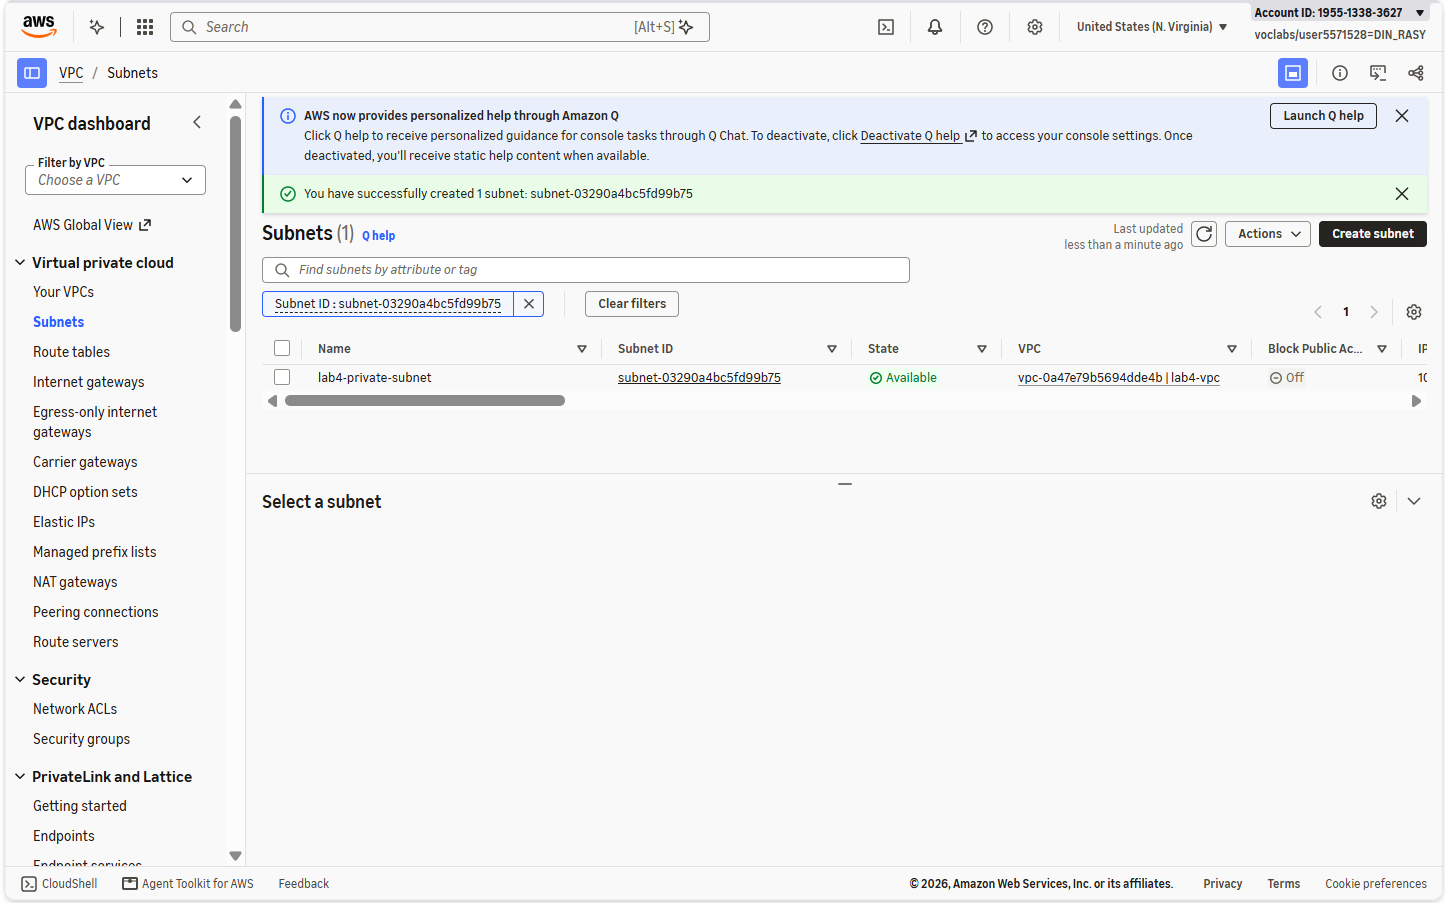 aws
Search
[Alt+S]
United States (N. Virginia)
Account ID: 1955-1338-3627
voclabs/user5571528=DIN_RASY
VPC / Subnets
VPC dashboard
Filter by VPC
Choose a VPC
AWS Global View
Virtual private cloud
Your VPCs
Subnets
Route tables
Internet gateways
Egress-only internet
gateways
Carrier gateways
DHCP option sets
Elastic IPs
Managed prefix lists
NAT gateways
Peering connections
Route servers
Security
Network ACLs
Security groups
PrivateLink and Lattice
Getting started
Endpoints
Endpoint services
AWS now provides personalized help through Amazon Q
Click Q help to receive personalized guidance for console tasks through Q Chat. To deactivate, click Deactivate Q help to access your console settings. Once
deactivated, you'll receive static help content when available.
Launch Q help
You have successfully created 1 subnet: subnet-03290a4bc5fd99b75
Subnets (1) Q help
Last updated
less than a minute ago
Actions
Create subnet
Find subnets by attribute or tag
Subnet ID : subnet-03290a4bc5fd99b75
Clear filters
1
Name Subnet ID State VPC Block Public Ac... IP
lab4-private-subnet subnet-03290a4bc5fd99b75 Available vpc-0a47e79b5694dde4b | lab4-vpc Off 10
Select a subnet
CloudShell Agent Toolkit for AWS Feedback © 2026, Amazon Web Services, Inc. or its affiliates. Privacy Terms Cookie preferences